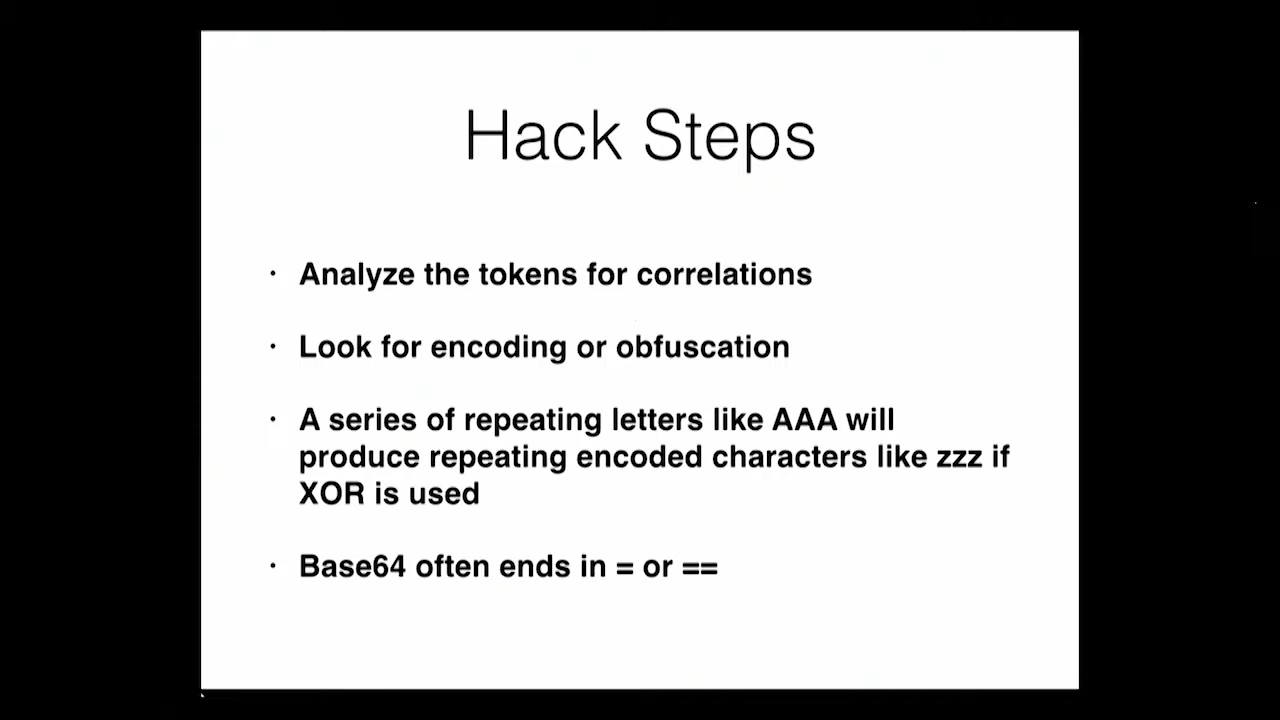 Hack Steps
· Analyze the tokens for correlations
· Look for encoding or obfuscation
· A series of repeating letters like AAA will
produce repeating encoded characters like zzz if
XOR is used
· Base64 often ends in = or ==